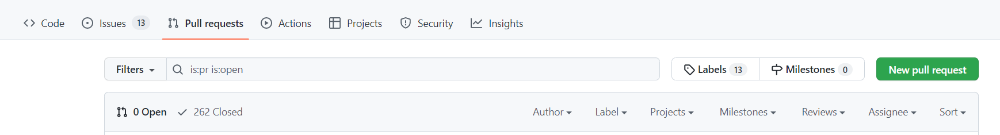 Code Issues 13 Pull requests Actions Projects Security Insights
Filters is:pr is:open Labels 13 Milestones 0 New pull request
0 Open 262 Closed Author Label Projects Milestones Reviews Assignee Sort